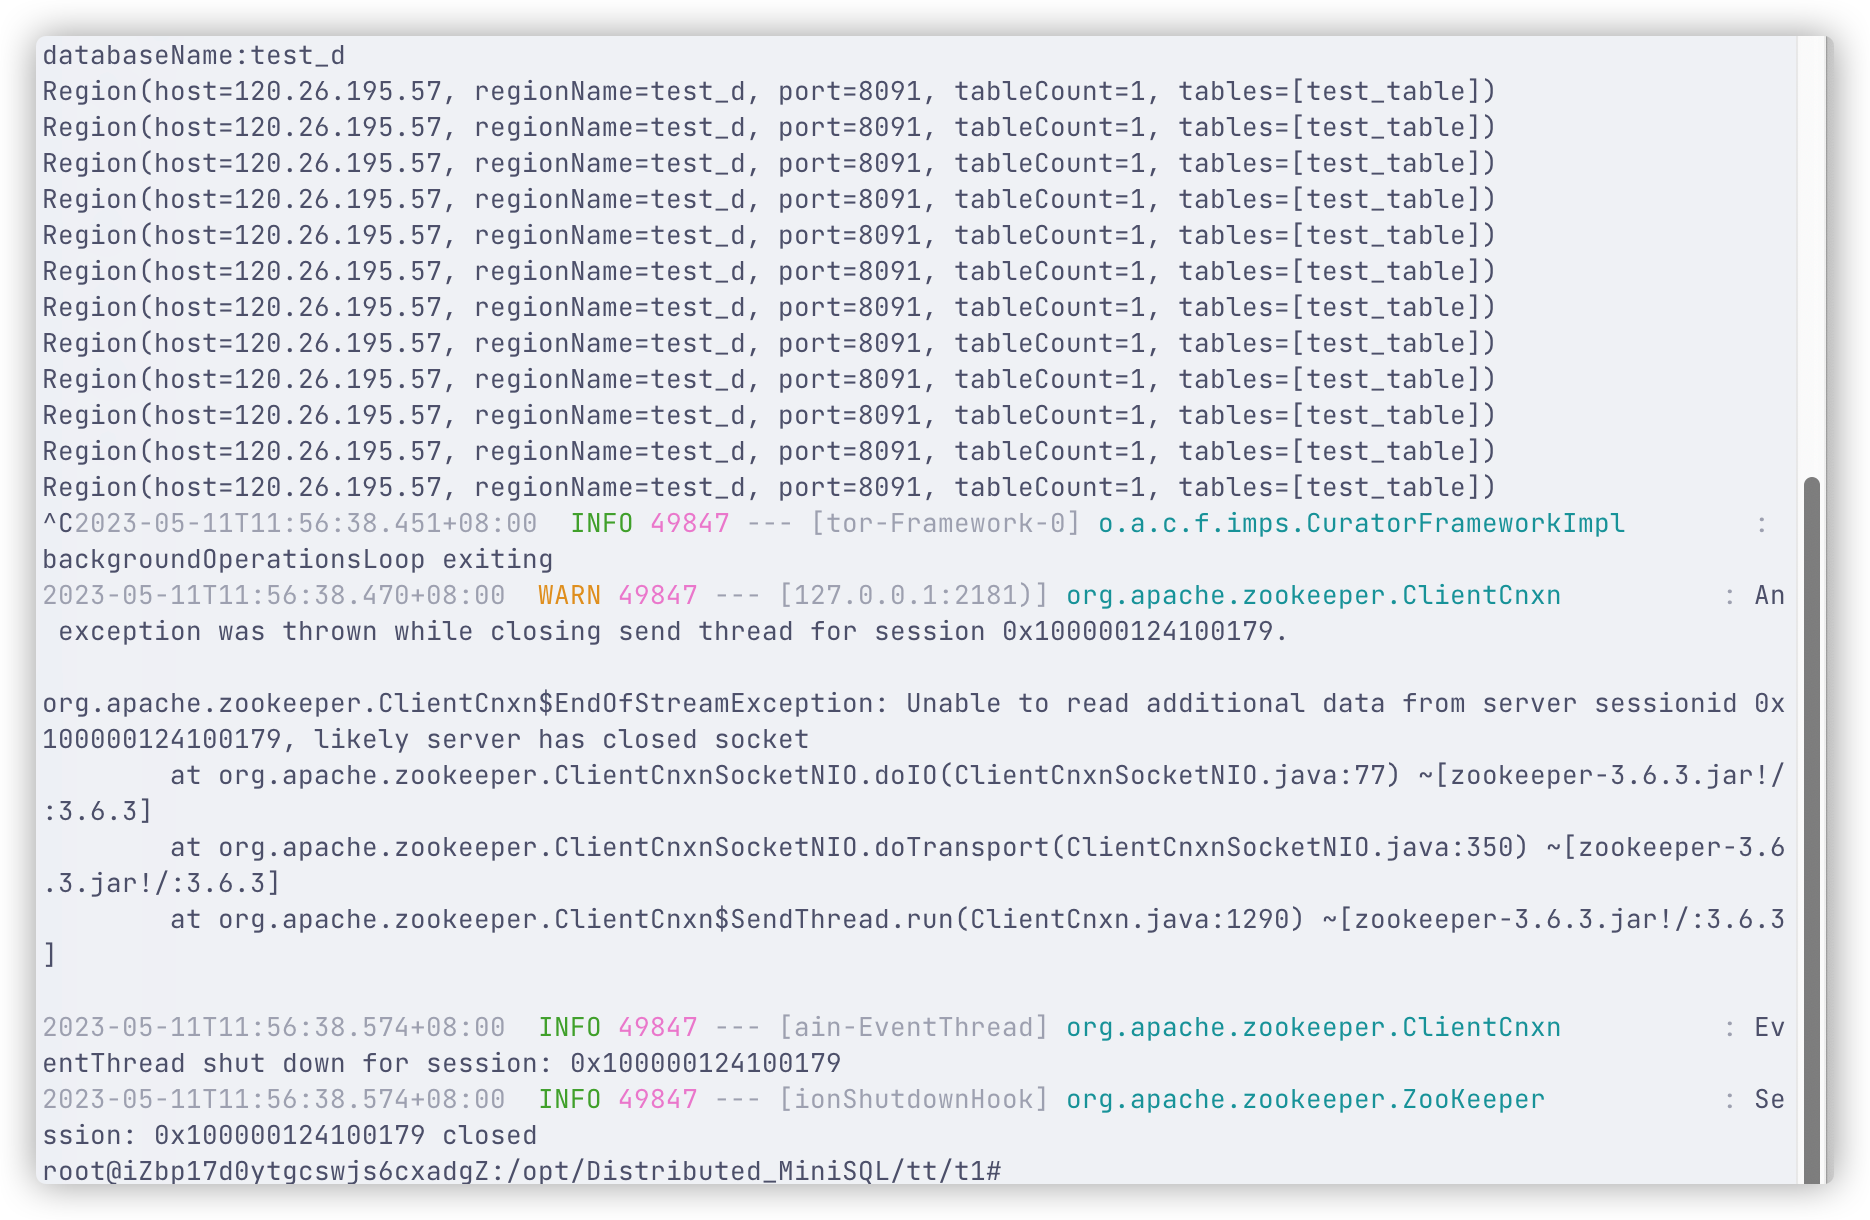 databaseName:test_d
Region(host=120.26.195.57, regionName=test_d, port=8091, tableCount=1, tables=[test_table])
Region(host=120.26.195.57, regionName=test_d, port=8091, tableCount=1, tables=[test_table])
Region(host=120.26.195.57, regionName=test_d, port=8091, tableCount=1, tables=[test_table])
Region(host=120.26.195.57, regionName=test_d, port=8091, tableCount=1, tables=[test_table])
Region(host=120.26.195.57, regionName=test_d, port=8091, tableCount=1, tables=[test_table])
Region(host=120.26.195.57, regionName=test_d, port=8091, tableCount=1, tables=[test_table])
Region(host=120.26.195.57, regionName=test_d, port=8091, tableCount=1, tables=[test_table])
Region(host=120.26.195.57, regionName=test_d, port=8091, tableCount=1, tables=[test_table])
Region(host=120.26.195.57, regionName=test_d, port=8091, tableCount=1, tables=[test_table])
Region(host=120.26.195.57, regionName=test_d, port=8091, tableCount=1, tables=[test_table])
Region(host=120.26.195.57, regionName=test_d, port=8091, tableCount=1, tables=[test_table])
Region(host=120.26.195.57, regionName=test_d, port=8091, tableCount=1, tables=[test_table])
^C2023-05-11T11:56:38.451+08:00  INFO 49847 --- [tor-Framework-0] o.a.c.f.imps.CuratorFrameworkImpl        :
backgroundOperationsLoop exiting
2023-05-11T11:56:38.470+08:00  WARN 49847 --- [127.0.0.1:2181)] org.apache.zookeeper.ClientCnxn          : An
 exception was thrown while closing send thread for session 0x100000124100179.

org.apache.zookeeper.ClientCnxn$EndOfStreamException: Unable to read additional data from server sessionid 0x
100000124100179, likely server has closed socket
        at org.apache.zookeeper.ClientCnxnSocketNIO.doIO(ClientCnxnSocketNIO.java:77) ~[zookeeper-3.6.3.jar!/
:3.6.3]
        at org.apache.zookeeper.ClientCnxnSocketNIO.doTransport(ClientCnxnSocketNIO.java:350) ~[zookeeper-3.6
.3.jar!/:3.6.3]
        at org.apache.zookeeper.ClientCnxn$SendThread.run(ClientCnxn.java:1290) ~[zookeeper-3.6.3.jar!/:3.6.3
]

2023-05-11T11:56:38.574+08:00  INFO 49847 --- [ain-EventThread] org.apache.zookeeper.ClientCnxn          : Ev
entThread shut down for session: 0x100000124100179
2023-05-11T11:56:38.574+08:00  INFO 49847 --- [ionShutdownHook] org.apache.zookeeper.ZooKeeper           : Se
ssion: 0x100000124100179 closed
root@iZbp17d0ytgcswjs6cxadgZ:/opt/Distributed_MiniSQL/tt/t1#